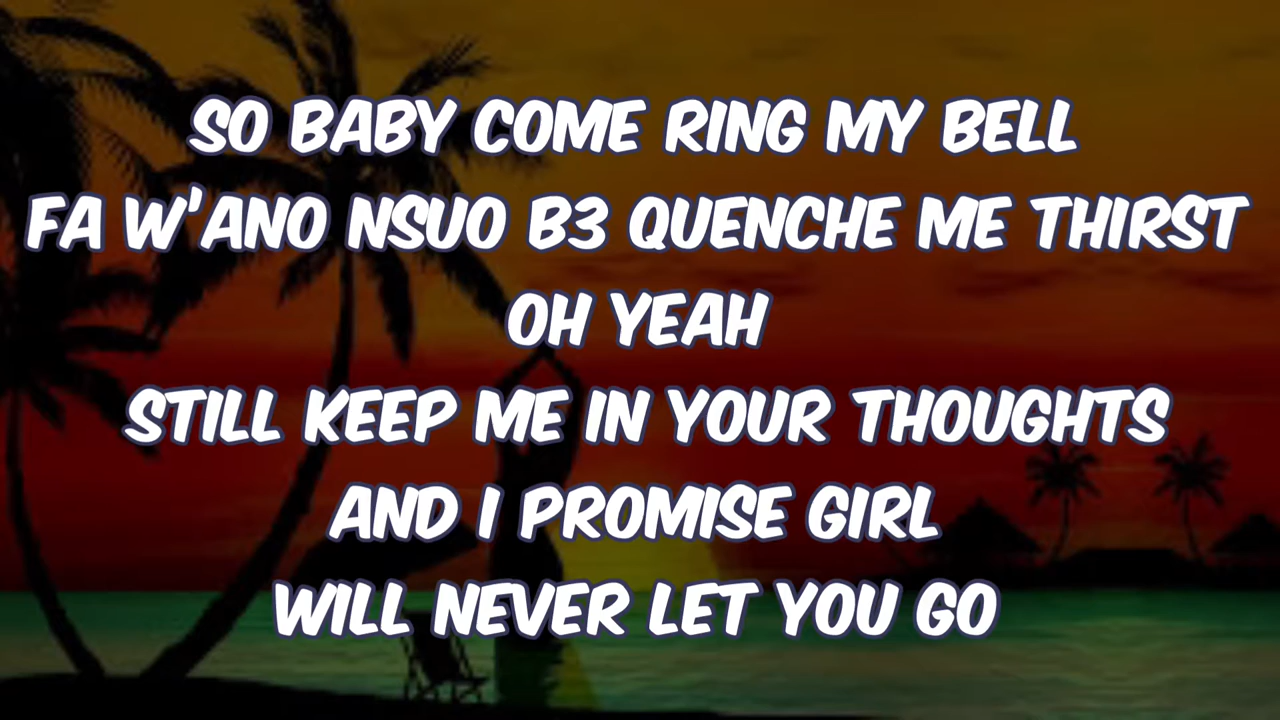 SO BABY COME RING MY BELL
FA W'ANO NSUO B3 QUENCHE ME THIRST
OH YEAH
STILL KEEP ME IN YOUR THOUGHTS
AND I PROMISE GIRL
WILL NEVER LET YOU GO